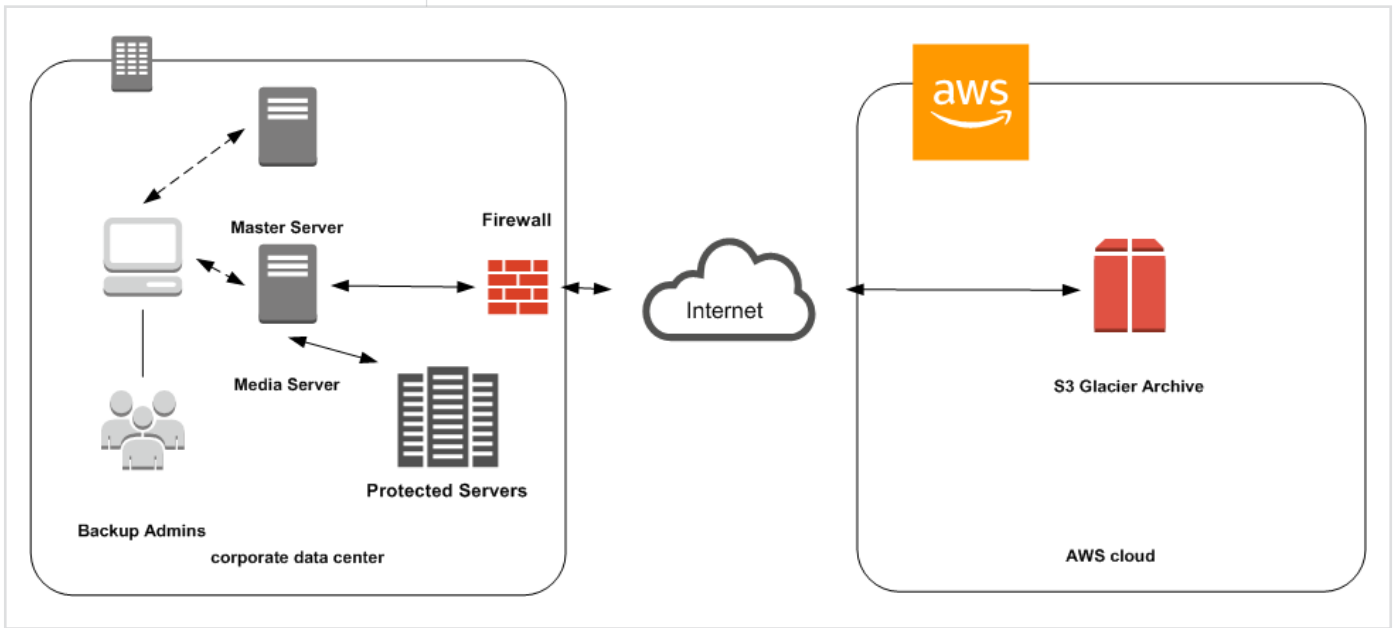 aws
Master Server
Firewall
Internet
Media Server
S3 Glacier Archive
Protected Servers
Backup Admins
corporate data center
AWS cloud